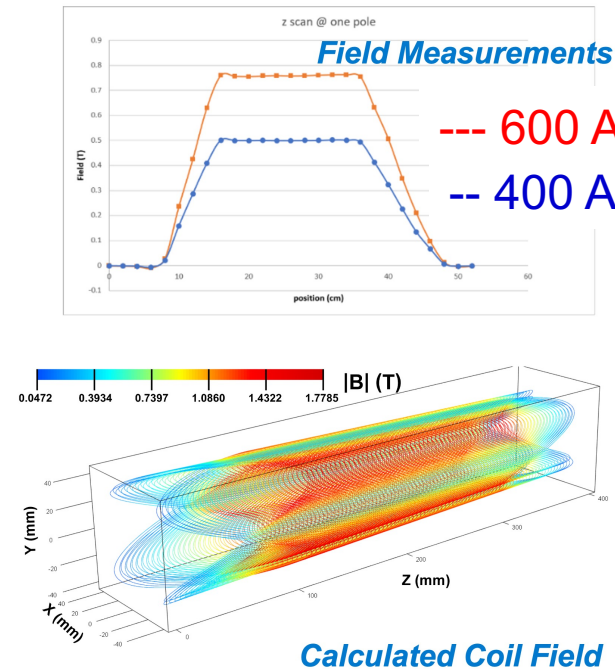 z scan @ one pole
Field Measurements
--- 600 A
-- 400 A
Field (T)
0.9
0.8
0.7
0.6
0.5
0.4
0.3
0.2
0.1
0
-0.1
0 10 20 30 40 50 60
position (cm)
|B| (T)
0.0472 0.3934 0.7397 1.0860 1.4322 1.7785
Y (mm)
40
20
0
-20
-40
X (mm)
40
20
0
-20
-40
Z (mm)
0 100 200 300 400
Calculated Coil Field